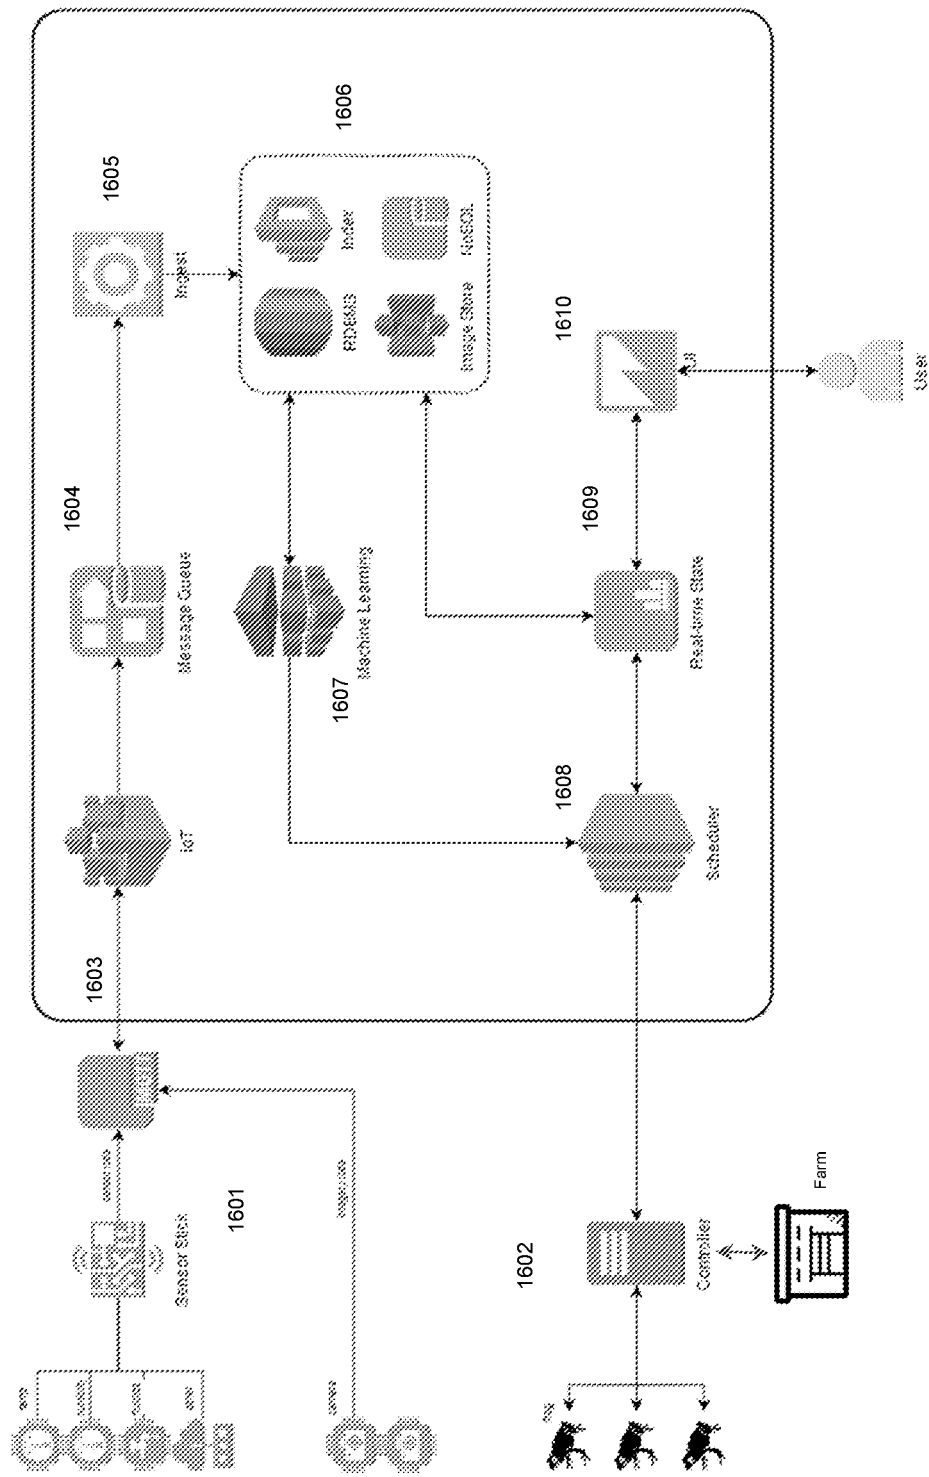 1601
1602
1603
1604
1605
1606
1607
1608
1609
1610
Sensor Stick
IoT
Message Queue
Ingest
RDBMS
Index
Image Store
NoSQL
Machine Learning
Scheduler
Real-time State
UI
User
Controller
Farm
camera